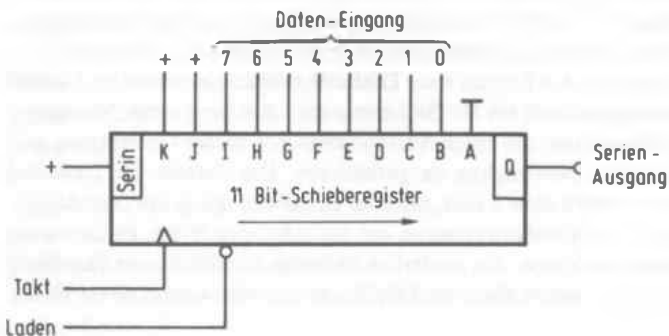 Daten-Eingang
+ + 7 6 5 4 3 2 1 0
K J I H G F E D C B A
+ Serin Q Serien-
Ausgang
11 Bit-Schieberegister
Takt
Laden